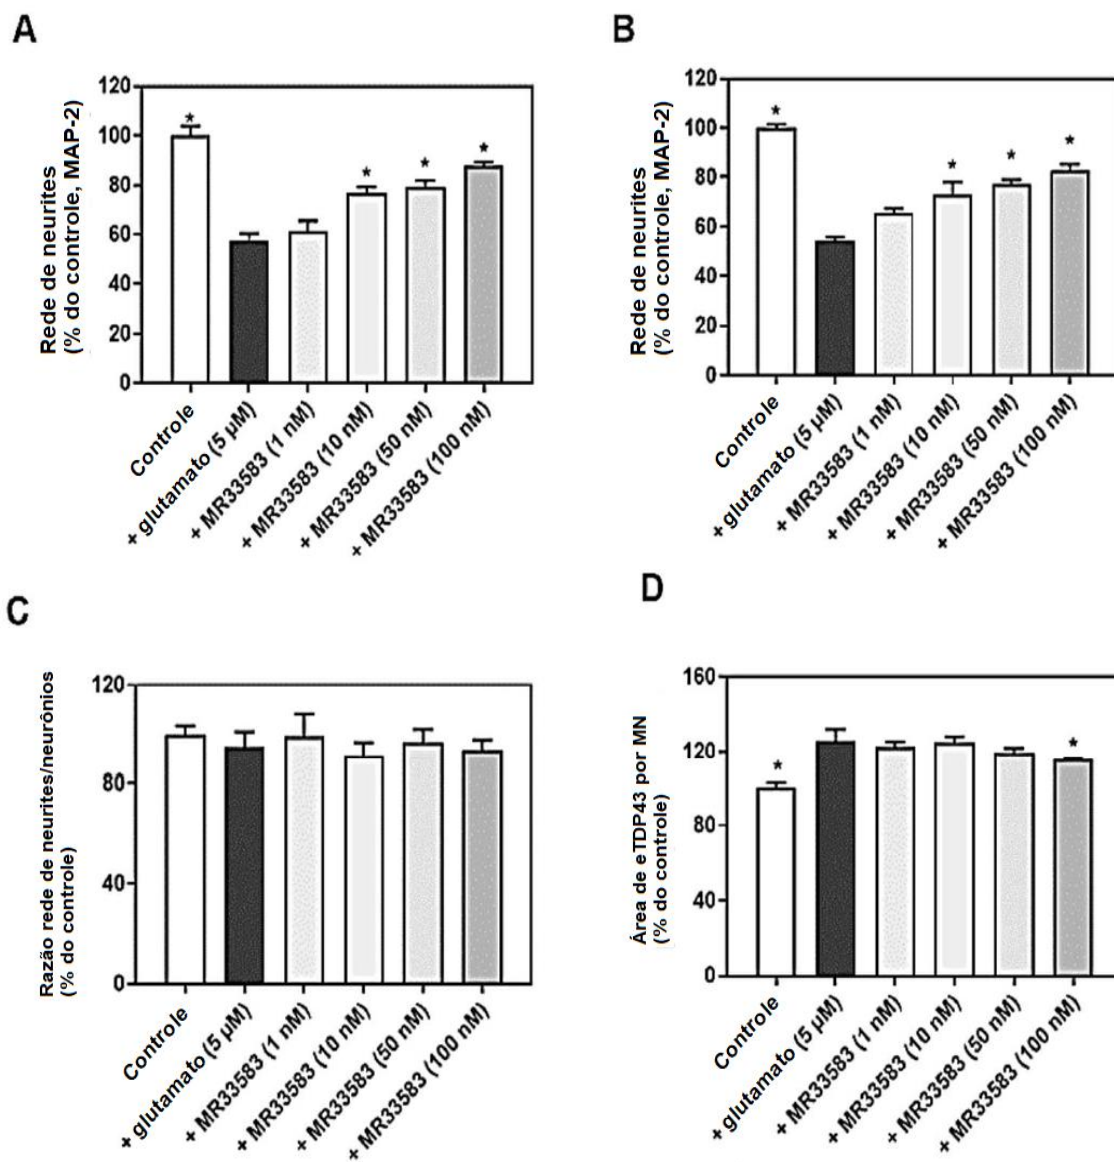 A
Rede de neurites
(% do controle, MAP-2)
120
100
80
60
40
20
0
*
*
*
*
Controle
+ glutamato (5 µM)
+ MR33583 (1 nM)
+ MR33583 (10 nM)
+ MR33583 (50 nM)
+ MR33583 (100 nM)
B
Rede de neurites
(% do controle, MAP-2)
120
100
80
60
40
20
0
*
*
*
*
Controle
+ glutamato (5 µM)
+ MR33583 (1 nM)
+ MR33583 (10 nM)
+ MR33583 (50 nM)
+ MR33583 (100 nM)
C
Razão rede de neurites/neurônios
(% do controle)
120
80
40
0
Controle
+ glutamato (5 µM)
+ MR33583 (1 nM)
+ MR33583 (10 nM)
+ MR33583 (50 nM)
+ MR33583 (100 nM)
D
Área de eTDP43 por MN
(% do controle)
160
120
80
40
0
*
*
Controle
+ glutamato (5 µM)
+ MR33583 (1 nM)
+ MR33583 (10 nM)
+ MR33583 (50 nM)
+ MR33583 (100 nM)